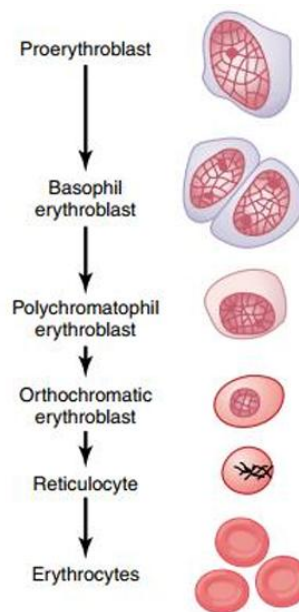 Proerythroblast
Basophil
erythroblast
Polychromatophil
erythroblast
Orthochromatic
erythroblast
Reticulocyte
Erythrocytes